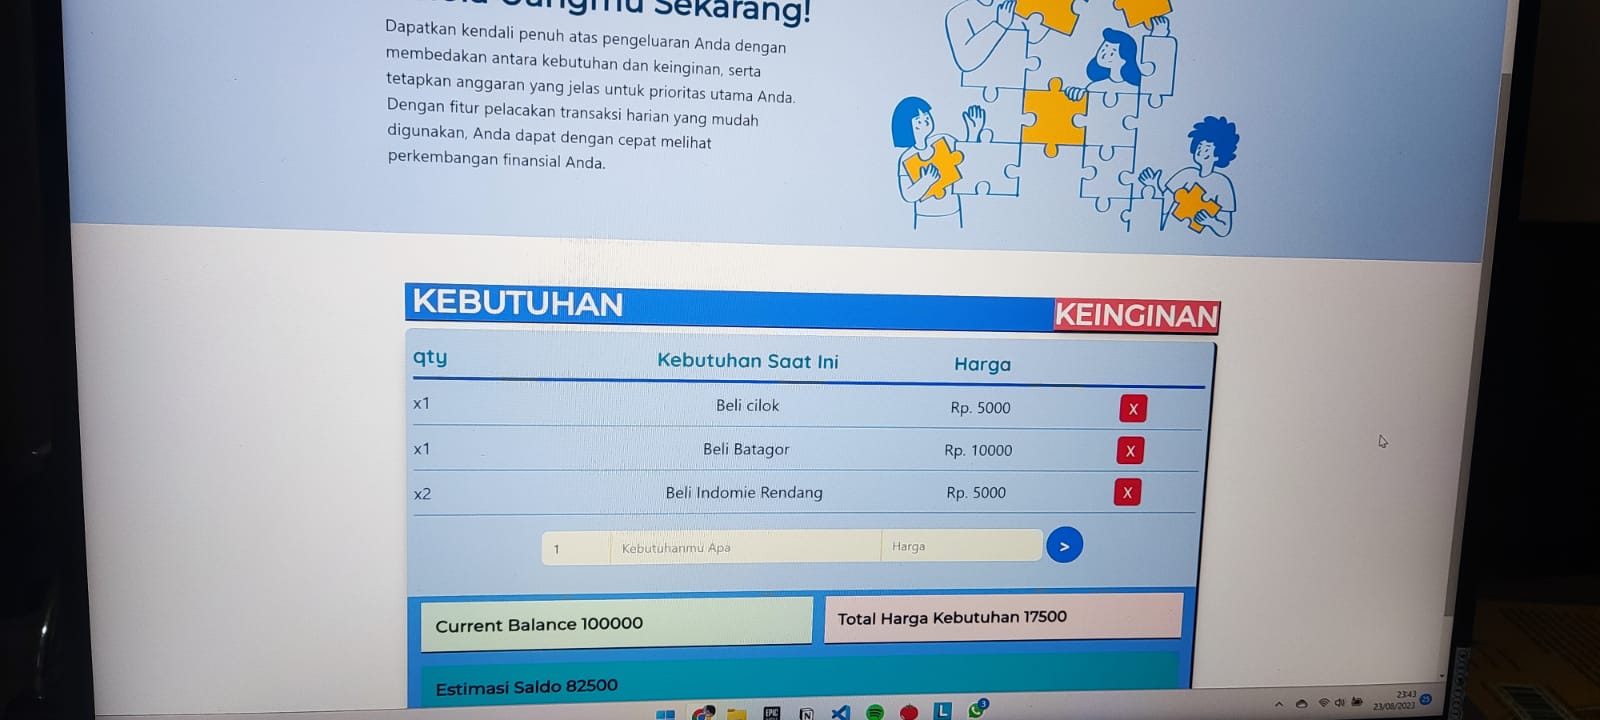 Sekarang!
Dapatkan kendali penuh atas pengeluaran Anda dengan
membedakan antara kebutuhan dan keinginan, serta
tetapkan anggaran yang jelas untuk prioritas utama Anda.
Dengan fitur pelacakan transaksi harian yang mudah
digunakan, Anda dapat dengan cepat melihat
perkembangan finansial Anda.
KEBUTUHAN
KEINGINAN
qty Kebutuhan Saat Ini Harga
x1 Beli cilok Rp. 5000 X
x1 Beli Batagor Rp. 10000 X
x2 Beli Indomie Rendang Rp. 5000 X
1 Kebutuhanmu Apa Harga >
Current Balance 100000
Total Harga Kebutuhan 17500
Estimasi Saldo 82500
EPIC
N
L
3
23:43
23/08/2023
25